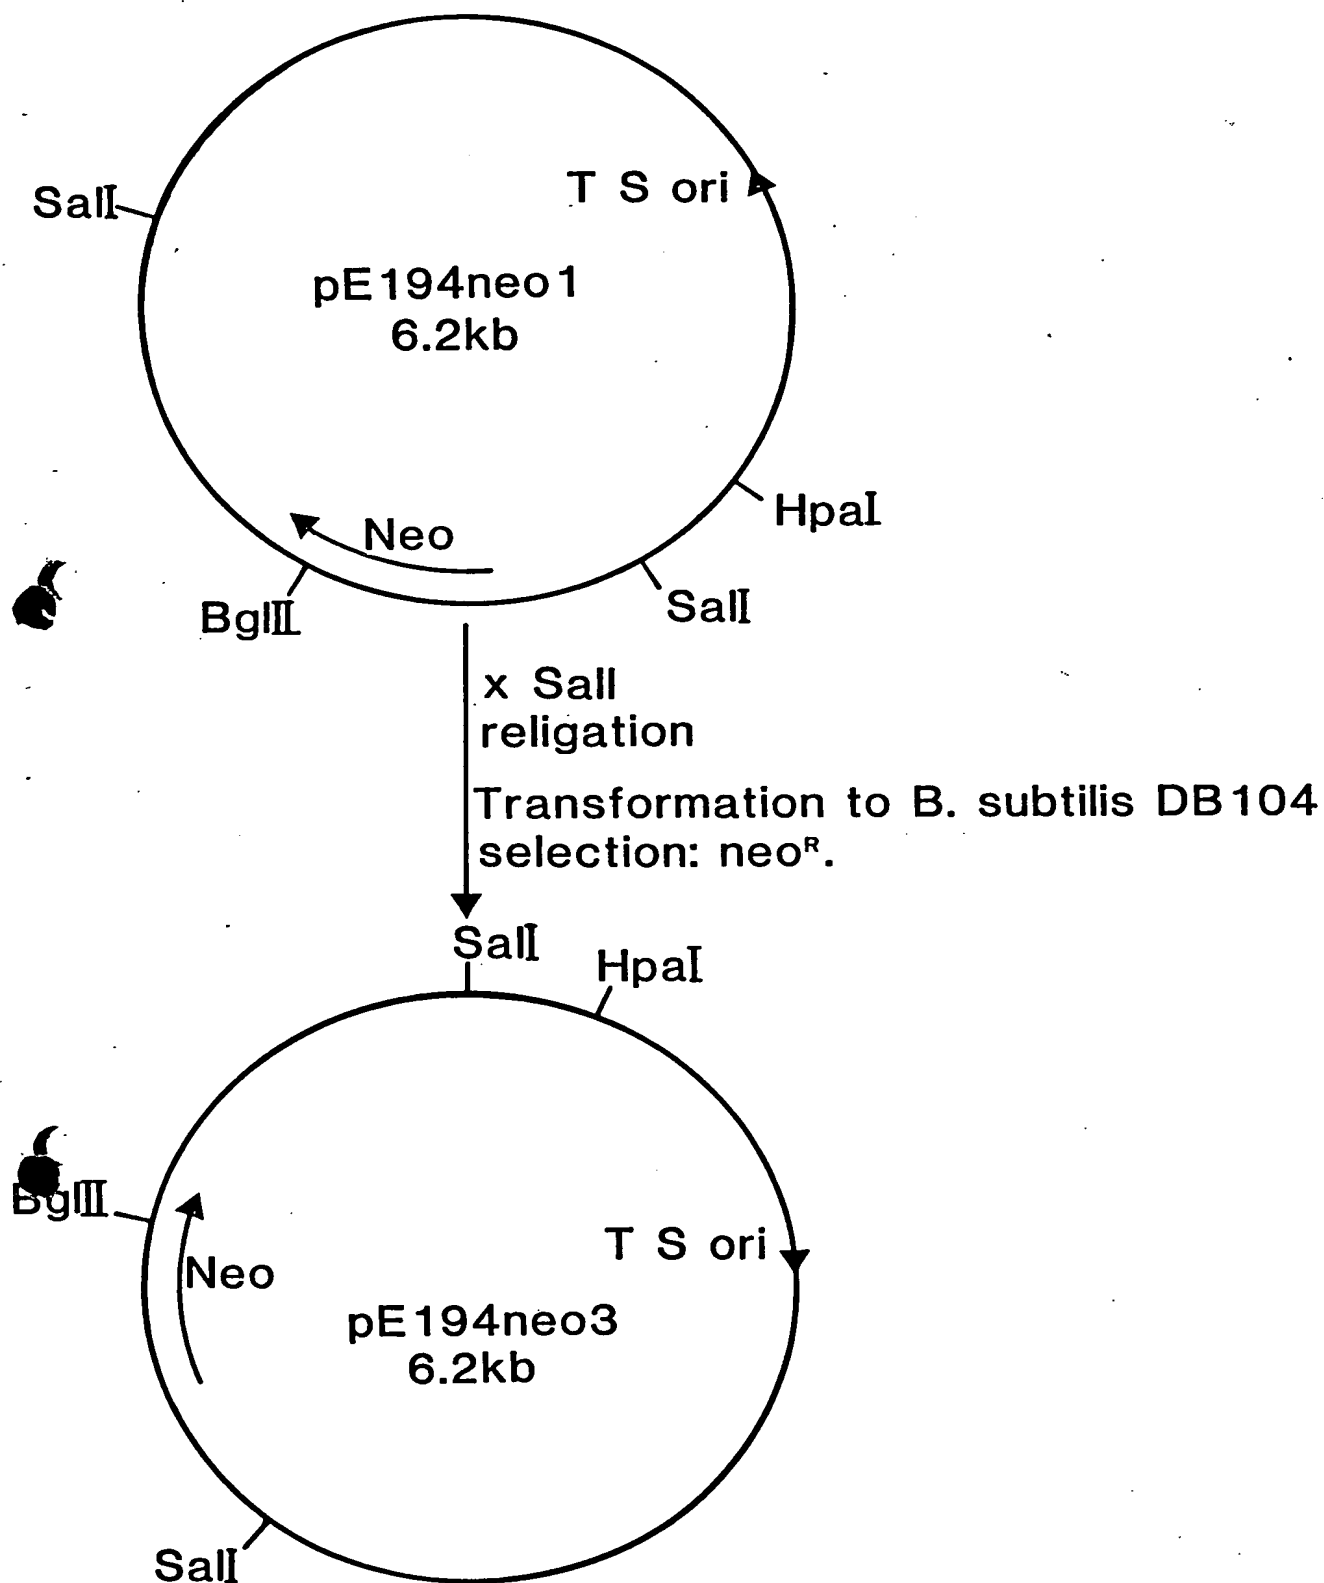 T S ori
SalI
pE194neo1
6.2kb
HpaI
Neo
SalI
BglII
x SalI
religation
Transformation to B. subtilis DB104
selection: neoᴿ.
SalI
HpaI
BglII
T S ori
Neo
pE194neo3
6.2kb
SalI